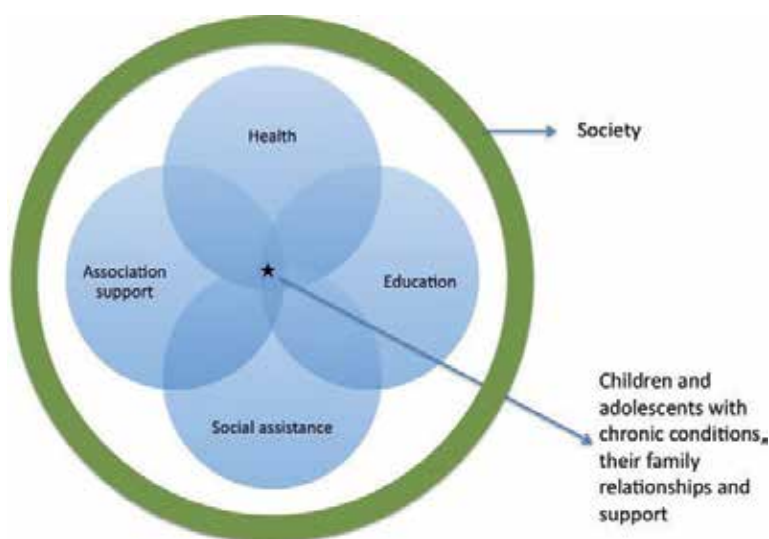 Health
Society
Association
support
Education
Social assistance
Children and
adolescents with
chronic conditions,
their family
relationships and
support